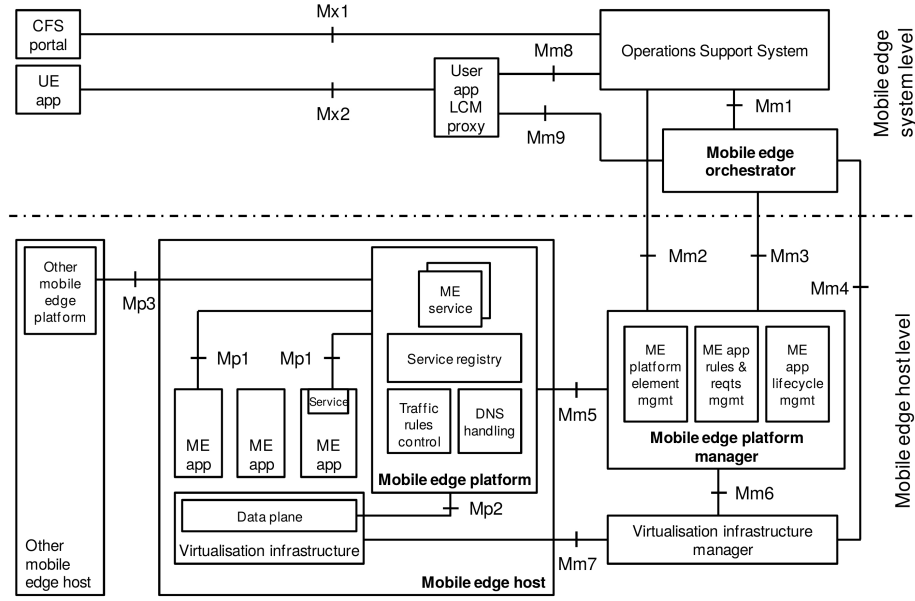 CFS
portal
Mx1
Operations Support System
Mobile edge
system level
UE
app
Mx2
User
app
LCM
proxy
Mm8
Mm9
Mm1
Mobile edge
orchestrator
Mm2
Mm3
Mm4
Other
mobile
edge
platform
Mp3
ME
service
Mp1
Mp1
Service registry
Service
Traffic
rules
control
DNS
handling
ME
app
ME
app
ME
app
Mobile edge platform
Mm5
ME
platform
element
mgmt
ME app
rules &
reqts
mgmt
ME
app
lifecycle
mgmt
Mobile edge platform
manager
Mobile edge host level
Mp2
Mm6
Data plane
Virtualisation infrastructure
Mm7
Virtualisation infrastructure
manager
Other
mobile
edge host
Mobile edge host